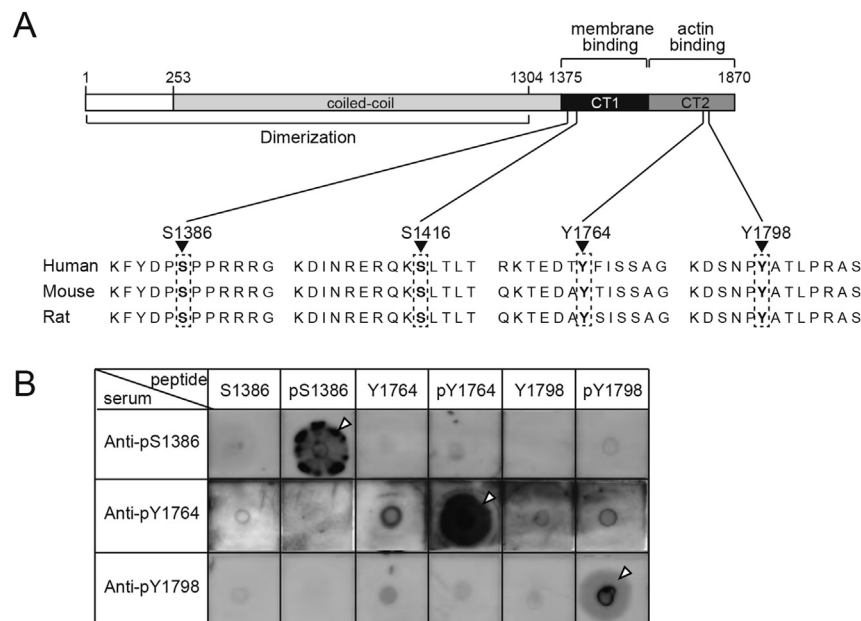 A
membrane binding
actin binding
1 253 1304 1375 1870
coiled-coil CT1 CT2
Dimerization
S1386 S1416 Y1764 Y1798
Human KFYDPSPPRRRG KDINRERQKSLTLT RKTEDTYFISSAG KDSNPYATLPRAS
Mouse KFYDPSPPRRRG KDINRERQKSLTLT QKTEDAYTISSAG KDSNPYATLPRAS
Rat KFYDPSPPRRRG KDINRERQKSLTLT QKTEDAYSISSAG KDSNPYATLPRAS
B
peptide
serum
S1386 pS1386 Y1764 pY1764 Y1798 pY1798
Anti-pS1386
Anti-pY1764
Anti-pY1798